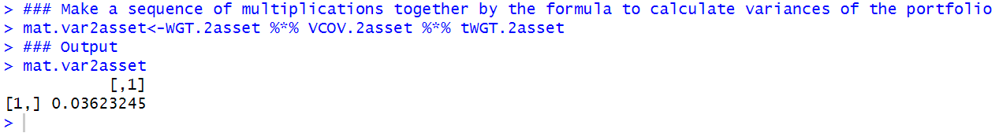 > ### Make a sequence of multiplications together by the formula to calculate variances of the portfolio
> mat.var2asset<-WGT.2asset %*% VCOV.2asset %*% tWGT.2asset
> ### Output
> mat.var2asset
           [,1]
[1,] 0.03623245
>